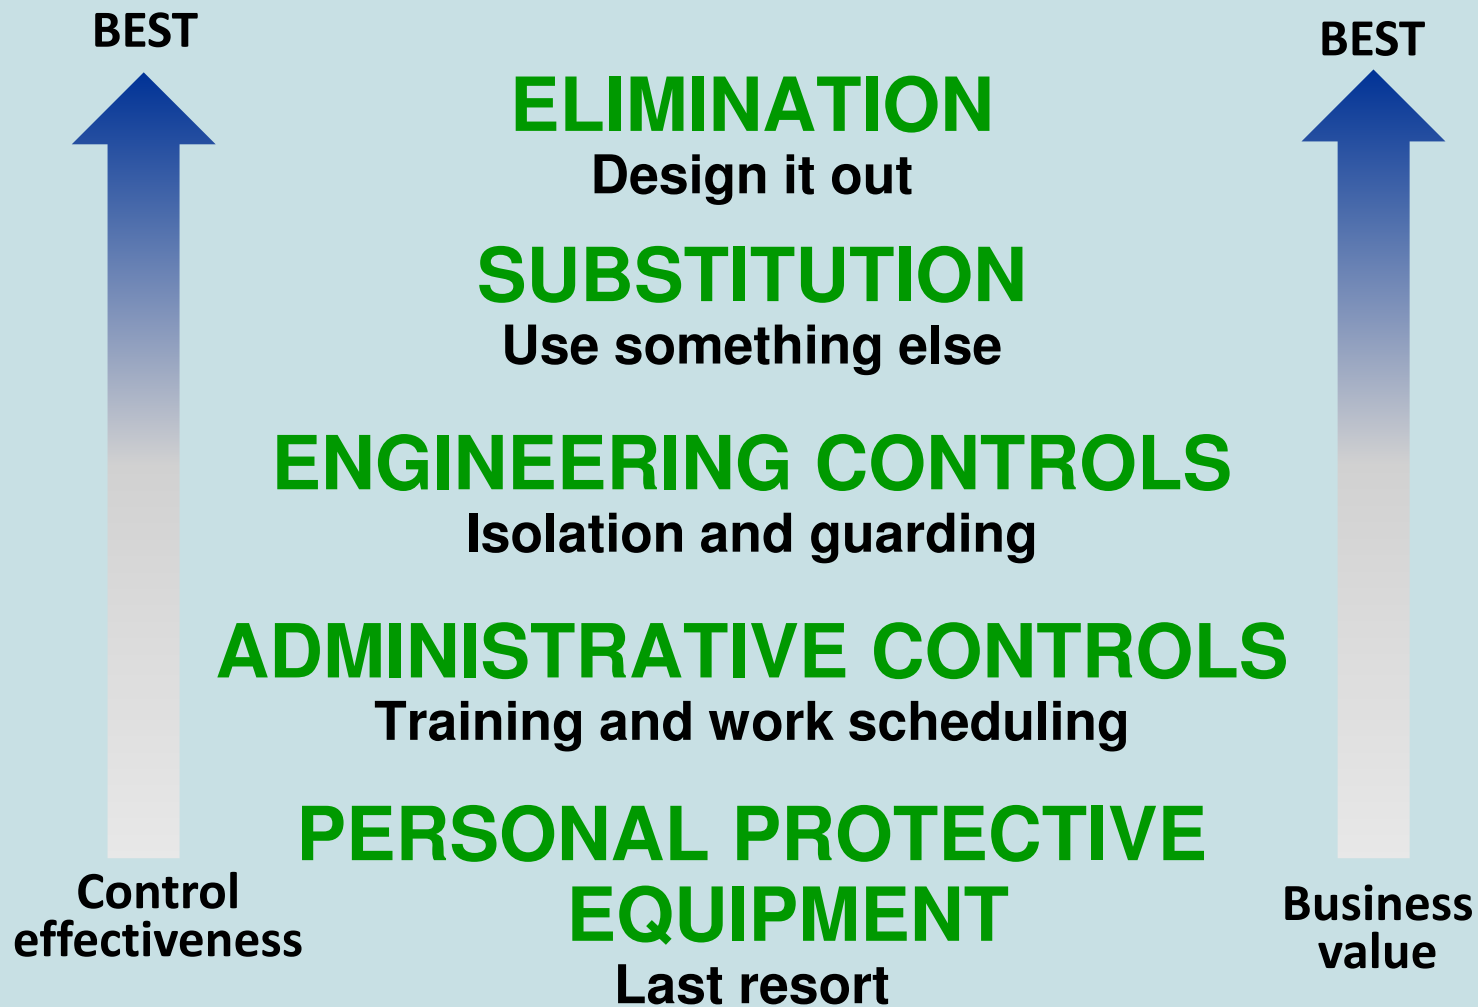 BEST
BEST
ELIMINATION
Design it out
SUBSTITUTION
Use something else
ENGINEERING CONTROLS
Isolation and guarding
ADMINISTRATIVE CONTROLS
Training and work scheduling
PERSONAL PROTECTIVE
EQUIPMENT
Last resort
Control
effectiveness
Business
value